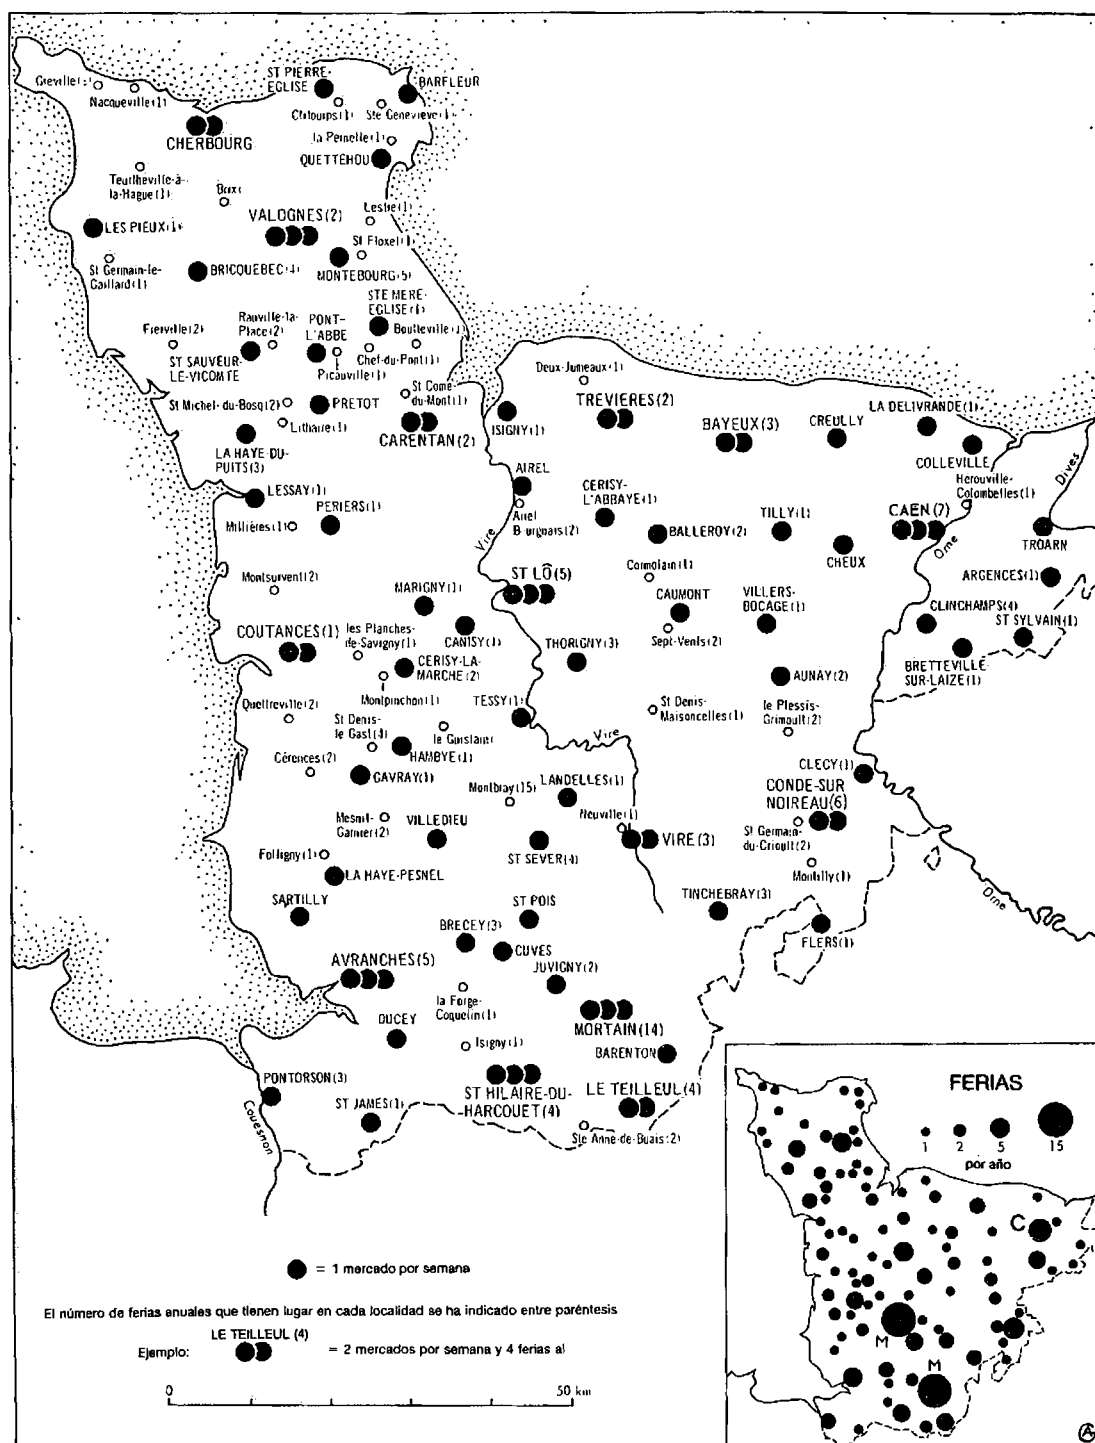 Nacqueville(1)
CHERBOURG
ST PIERRE-
EGLISE
BARFLEUR
Ste Geneviève(1)
la Pernelle(1)
QUETTEHOU
Teurtheville-à-
la-Hague(1)
Brix
LES PIEUX(1)
VALOGNES(2)
Lestre(1)
St Floxel(1)
St Germain-le-
Gaillard(1)
BRICQUEBEC(4)
MONTEBOURG(5)
STE MERE-
Fierville(2)
Rauville-la-
Place(2)
PONT-
L'ABBE
Bouteville(1)
ST SAUVEUR-
LE-VICOMTE
Picauville(1)
Chef-du-Pont(1)
St Côme-
du-Mont(1)
St Michel-du-Bosq(2)
PRETOT
CARENTAN(2)
LA HAYE-DU-
PUITS(3)
LESSAY(1)
PERIERS(1)
Millières(1)
Deux-Jumeaux(1)
ISIGNY(1)
TREVIERES(2)
BAYEUX(3)
CREULLY
LA DELIVRANDE(1)
COLLEVILLE
Hérouville-
Colombelles(1)
Dives
AIREL
CERISY-
L'ABBAYE(1)
BALLEROY(2)
TILLY(1)
CAEN(7)
CHEUX
TROARN
Orne
Vire
Montsurvent(2)
MARIGNY(1)
ST LÔ(5)
Cormolain(1)
CAUMONT
Sept-Vents(2)
VILLERS-
BOCAGE(1)
ARGENCES(1)
CLINCHAMPS(4)
ST SYLVAIN(1)
BRETTEVILLE-
SUR-LAIZE(1)
COUTANCES(1)
les Planches-
de-Savigny(1)
CANISY(1)
CERISY-LA-
MARCHE(2)
Montpinchon(1)
THORIGNY(3)
AUNAY(2)
Quettreville(2)
St Denis-
le Gast(4)
le Guislain
TESSY(1)
St Denis-
Maisoncelles(1)
le Plessis-
Grimoult(2)
Vire
HAMBYE(1)
Cérences(2)
GAVRAY(1)
Montbray(15)
LANDELLES(1)
CLECY(1)
CONDE-SUR
NOIREAU(6)
Mesnil-
Garnier(2)
VILLEDIEU
Neuville(1)
VIRE(3)
St Germain-
du-Crioult(2)
ST SEVER(4)
Folligny(1)
LA HAYE-PESNEL
Montilly(1)
SARTILLY
ST POIS
TINCHEBRAY(3)
FLERS(1)
Orne
BRECEY(3)
CUVES
AVRANCHES(5)
JUVIGNY(2)
la Forge-
Coquelin(1)
MORTAIN(14)
DUCEY
Isigny(1)
BARENTON
PONTORSON(3)
ST HILAIRE-DU-
HARCOUET(4)
LE TEILLEUL(4)
Couesnon
ST JAMES(1)
Ste Anne-de-Buais(2)
FERIAS
1 2 5 15
por año
C
M
M
A
= 1 mercado por semana
El número de ferias anuales que tienen lugar en cada localidad se ha indicado entre paréntesis
LE TEILLEUL (4)
Ejemplo: = 2 mercados por semana y 4 ferias al
0 50 km